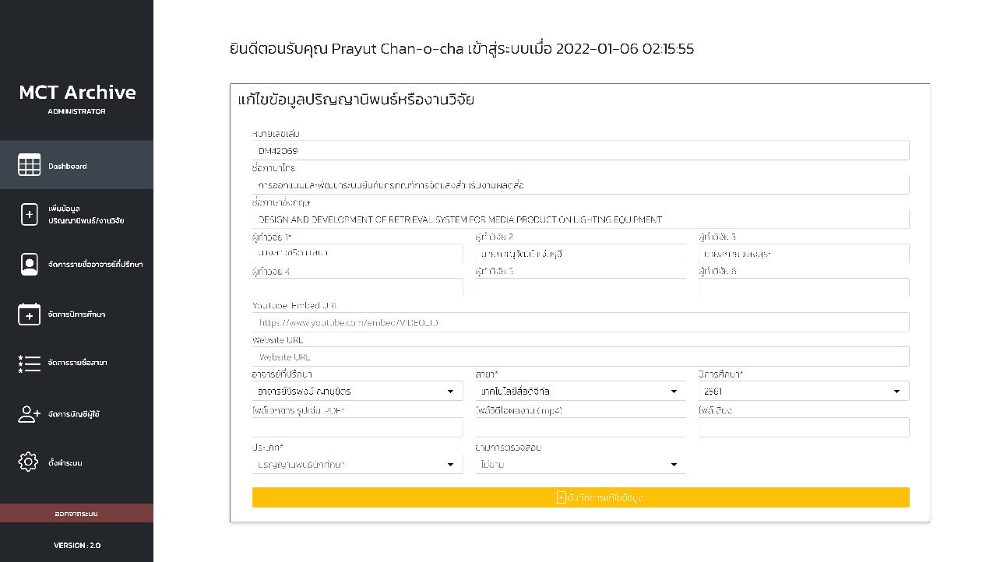 ยินดีตอนรับคุณ Prayut Chan-o-cha เข้าสู่ระบบเมื่อ 2022-01-06 02:15:55
MCT Archive
ADMINISTRATOR
Dashboard
เพิ่มข้อมูล
ปริญญานิพนธ์/งานวิจัย
จัดการรายชื่ออาจารย์ที่ปรึกษา
จัดการปีการศึกษา
จัดการรายชื่อสาขา
จัดการบัญชีผู้ใช้
ตั้งค่าระบบ
ออกจากระบบ
VERSION : 2.0
แก้ไขข้อมูลปริญญานิพนธ์หรืองานวิจัย
หมายเลขเล่ม
DM42069
ชื่อภาษาไทย
การออกแบบและพัฒนาระบบยืมคืนครุภัณฑ์การจัดแสงสำหรับงานผลิตสื่อ
ชื่อภาษาอังกฤษ
DESIGN AND DEVELOPMENT OF RETRIEVAL SYSTEM FOR MEDIA PRODUCTION LIGHTING EQUIPMENT
ผู้ทำวิจัย 1* ผู้ทำวิจัย 2 ผู้ทำวิจัย 3
ผู้ทำวิจัย 4 ผู้ทำวิจัย 5 ผู้ทำวิจัย 6
YouTube Embed URL
https://www.youtube.com/embed/VIDEO_ID
Website URL
Website URL
อาจารย์ที่ปรึกษา สาขา* ปีการศึกษา*
เทคโนโลยีสื่อดิจิทัล 2561
ไฟล์เอกสาร รูปเล่ม .PDF* ไฟล์วิดีโอผลงาน (.mp4) ไฟล์เสียง
ประเภท* ข้ามการตรวจสอบ
ปริญญานิพนธ์นักศึกษา ไม่ข้าม
บันทึกการแก้ไขข้อมูล